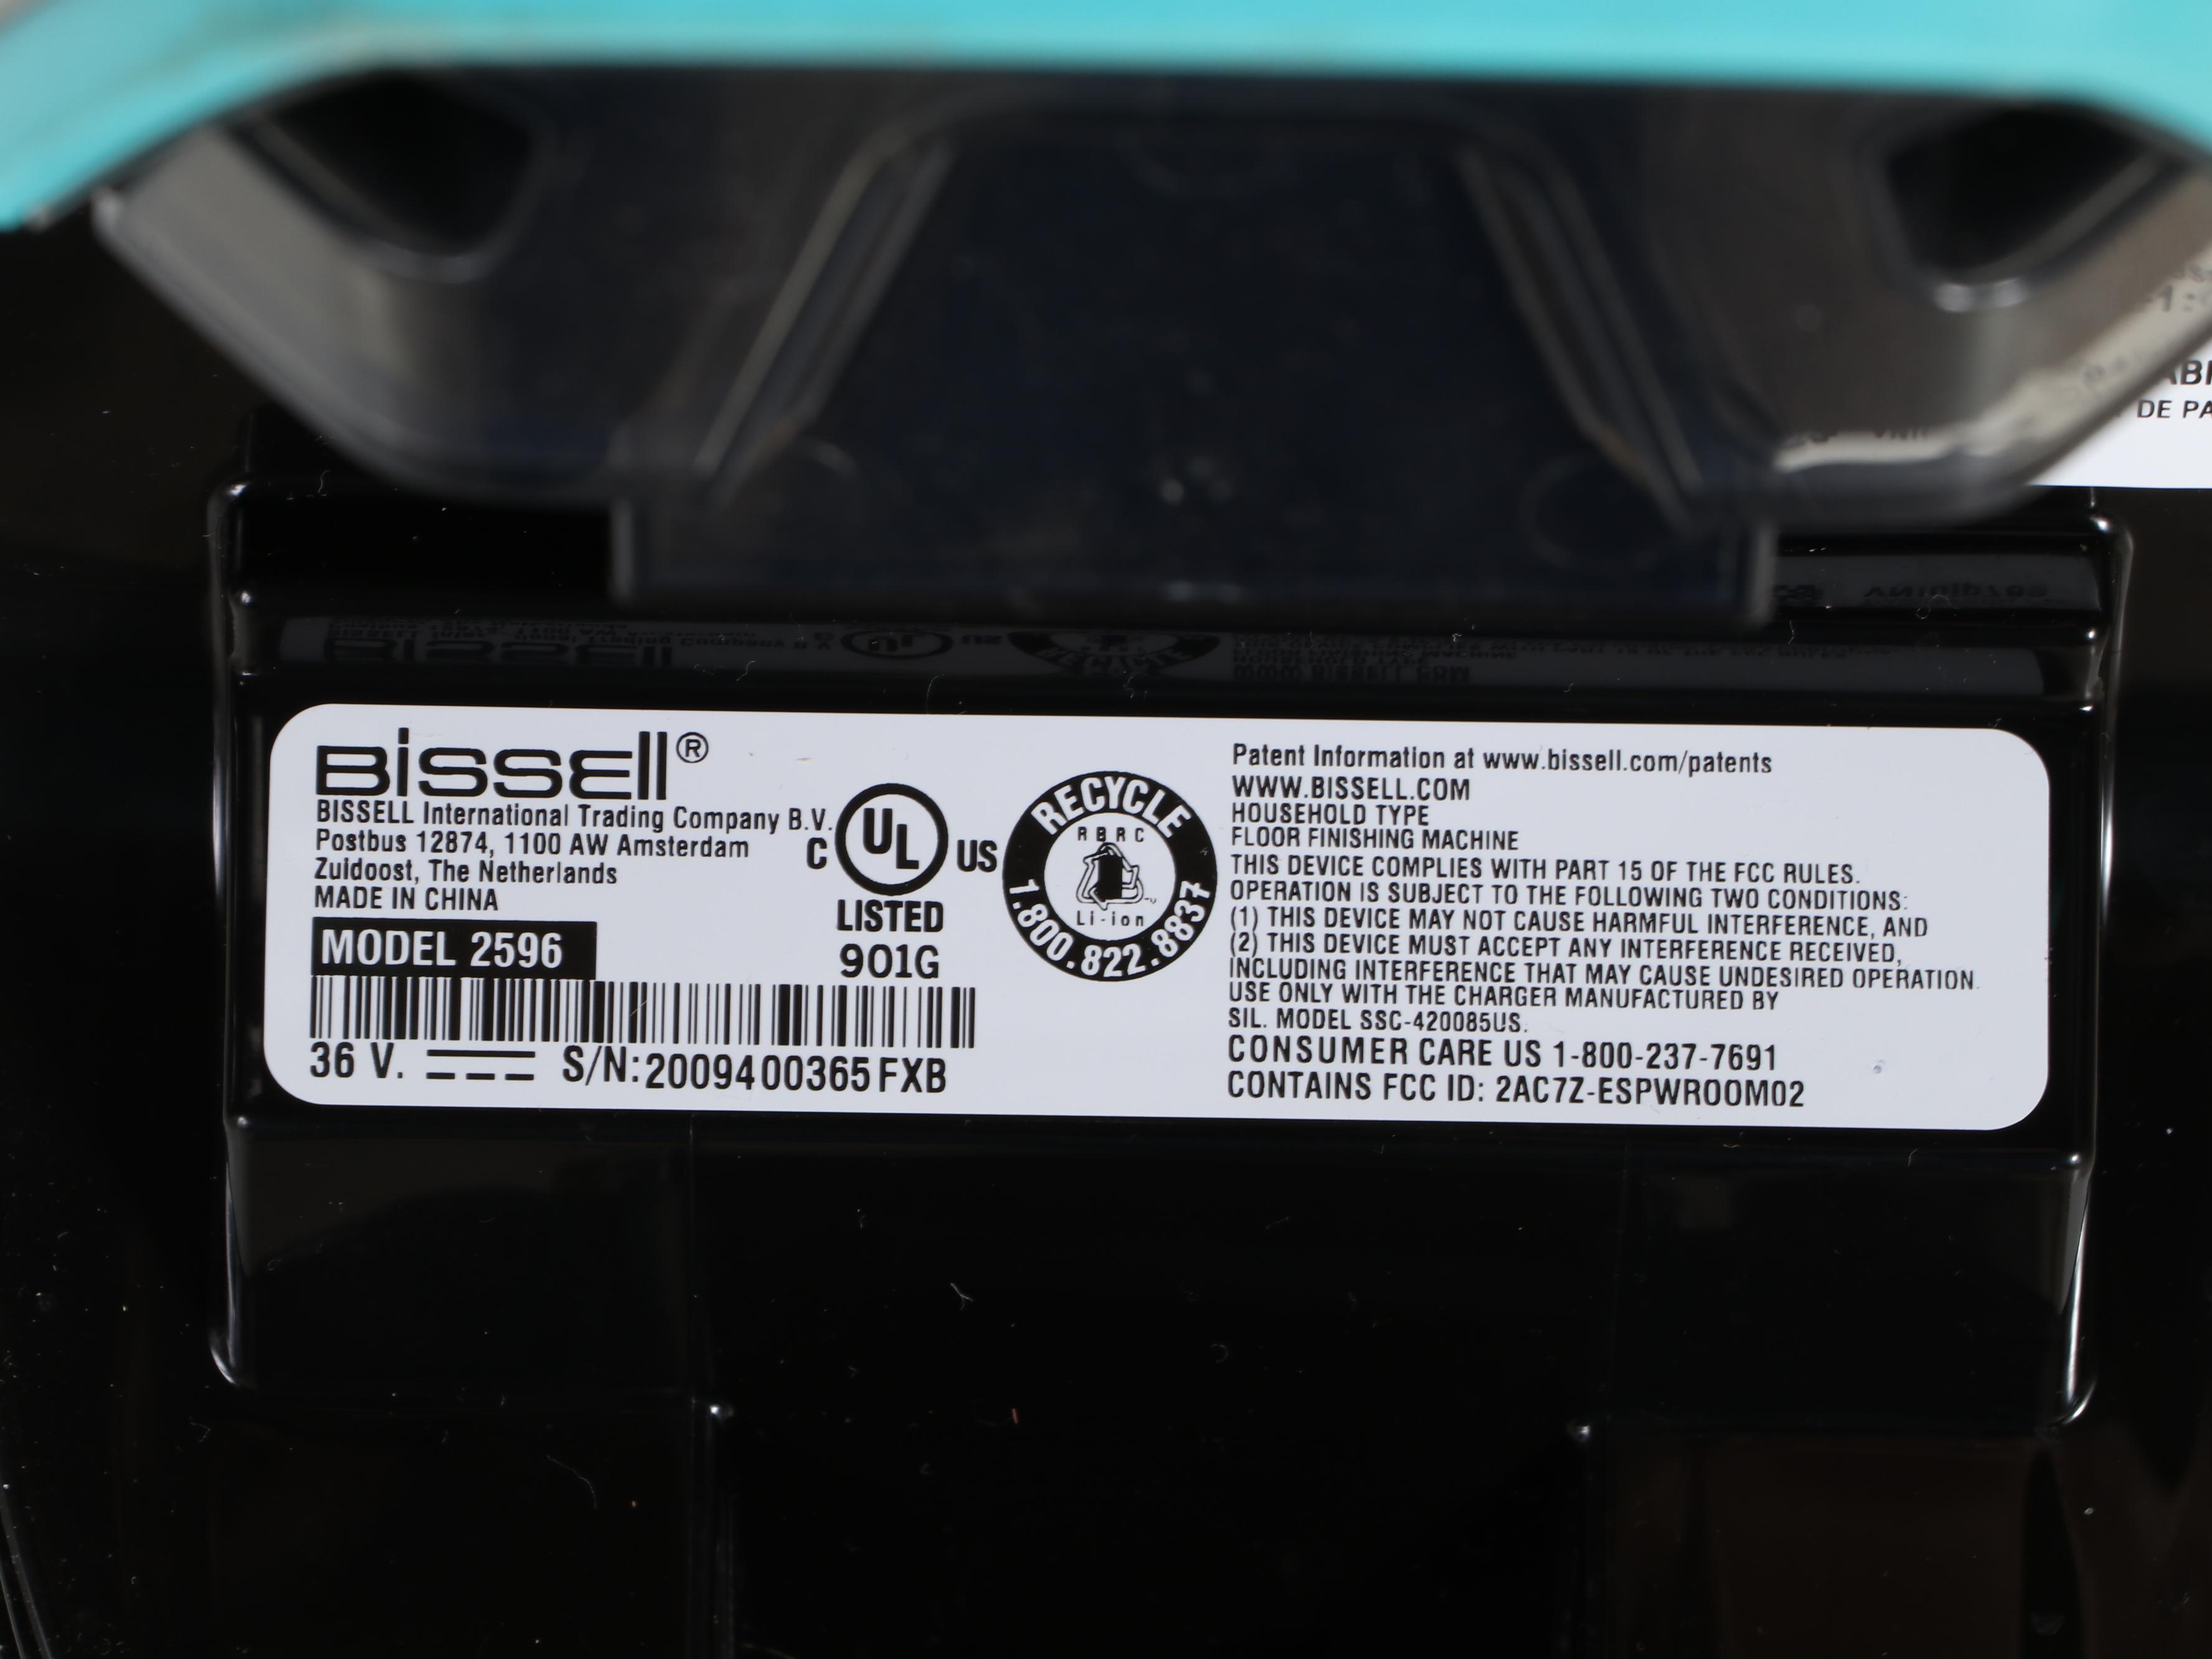 BISSELL®
BISSELL International Trading Company B.V.
Postbus 12874, 1100 AW Amsterdam
Zuidoost, The Netherlands
MADE IN CHINA
MODEL 2596
36 V. S/N:2009400365FXB
C UL US
LISTED
901G
RECYCLE
RBRC
Li-ion
1.800.822.8837
Patent Information at www.bissell.com/patents
WWW.BISSELL.COM
HOUSEHOLD TYPE
FLOOR FINISHING MACHINE
THIS DEVICE COMPLIES WITH PART 15 OF THE FCC RULES.
OPERATION IS SUBJECT TO THE FOLLOWING TWO CONDITIONS:
(1) THIS DEVICE MAY NOT CAUSE HARMFUL INTERFERENCE, AND
(2) THIS DEVICE MUST ACCEPT ANY INTERFERENCE RECEIVED,
INCLUDING INTERFERENCE THAT MAY CAUSE UNDESIRED OPERATION.
USE ONLY WITH THE CHARGER MANUFACTURED BY
SIL. MODEL SSC-420085US.
CONSUMER CARE US 1-800-237-7691
CONTAINS FCC ID: 2AC7Z-ESPWROOM02
DE PA